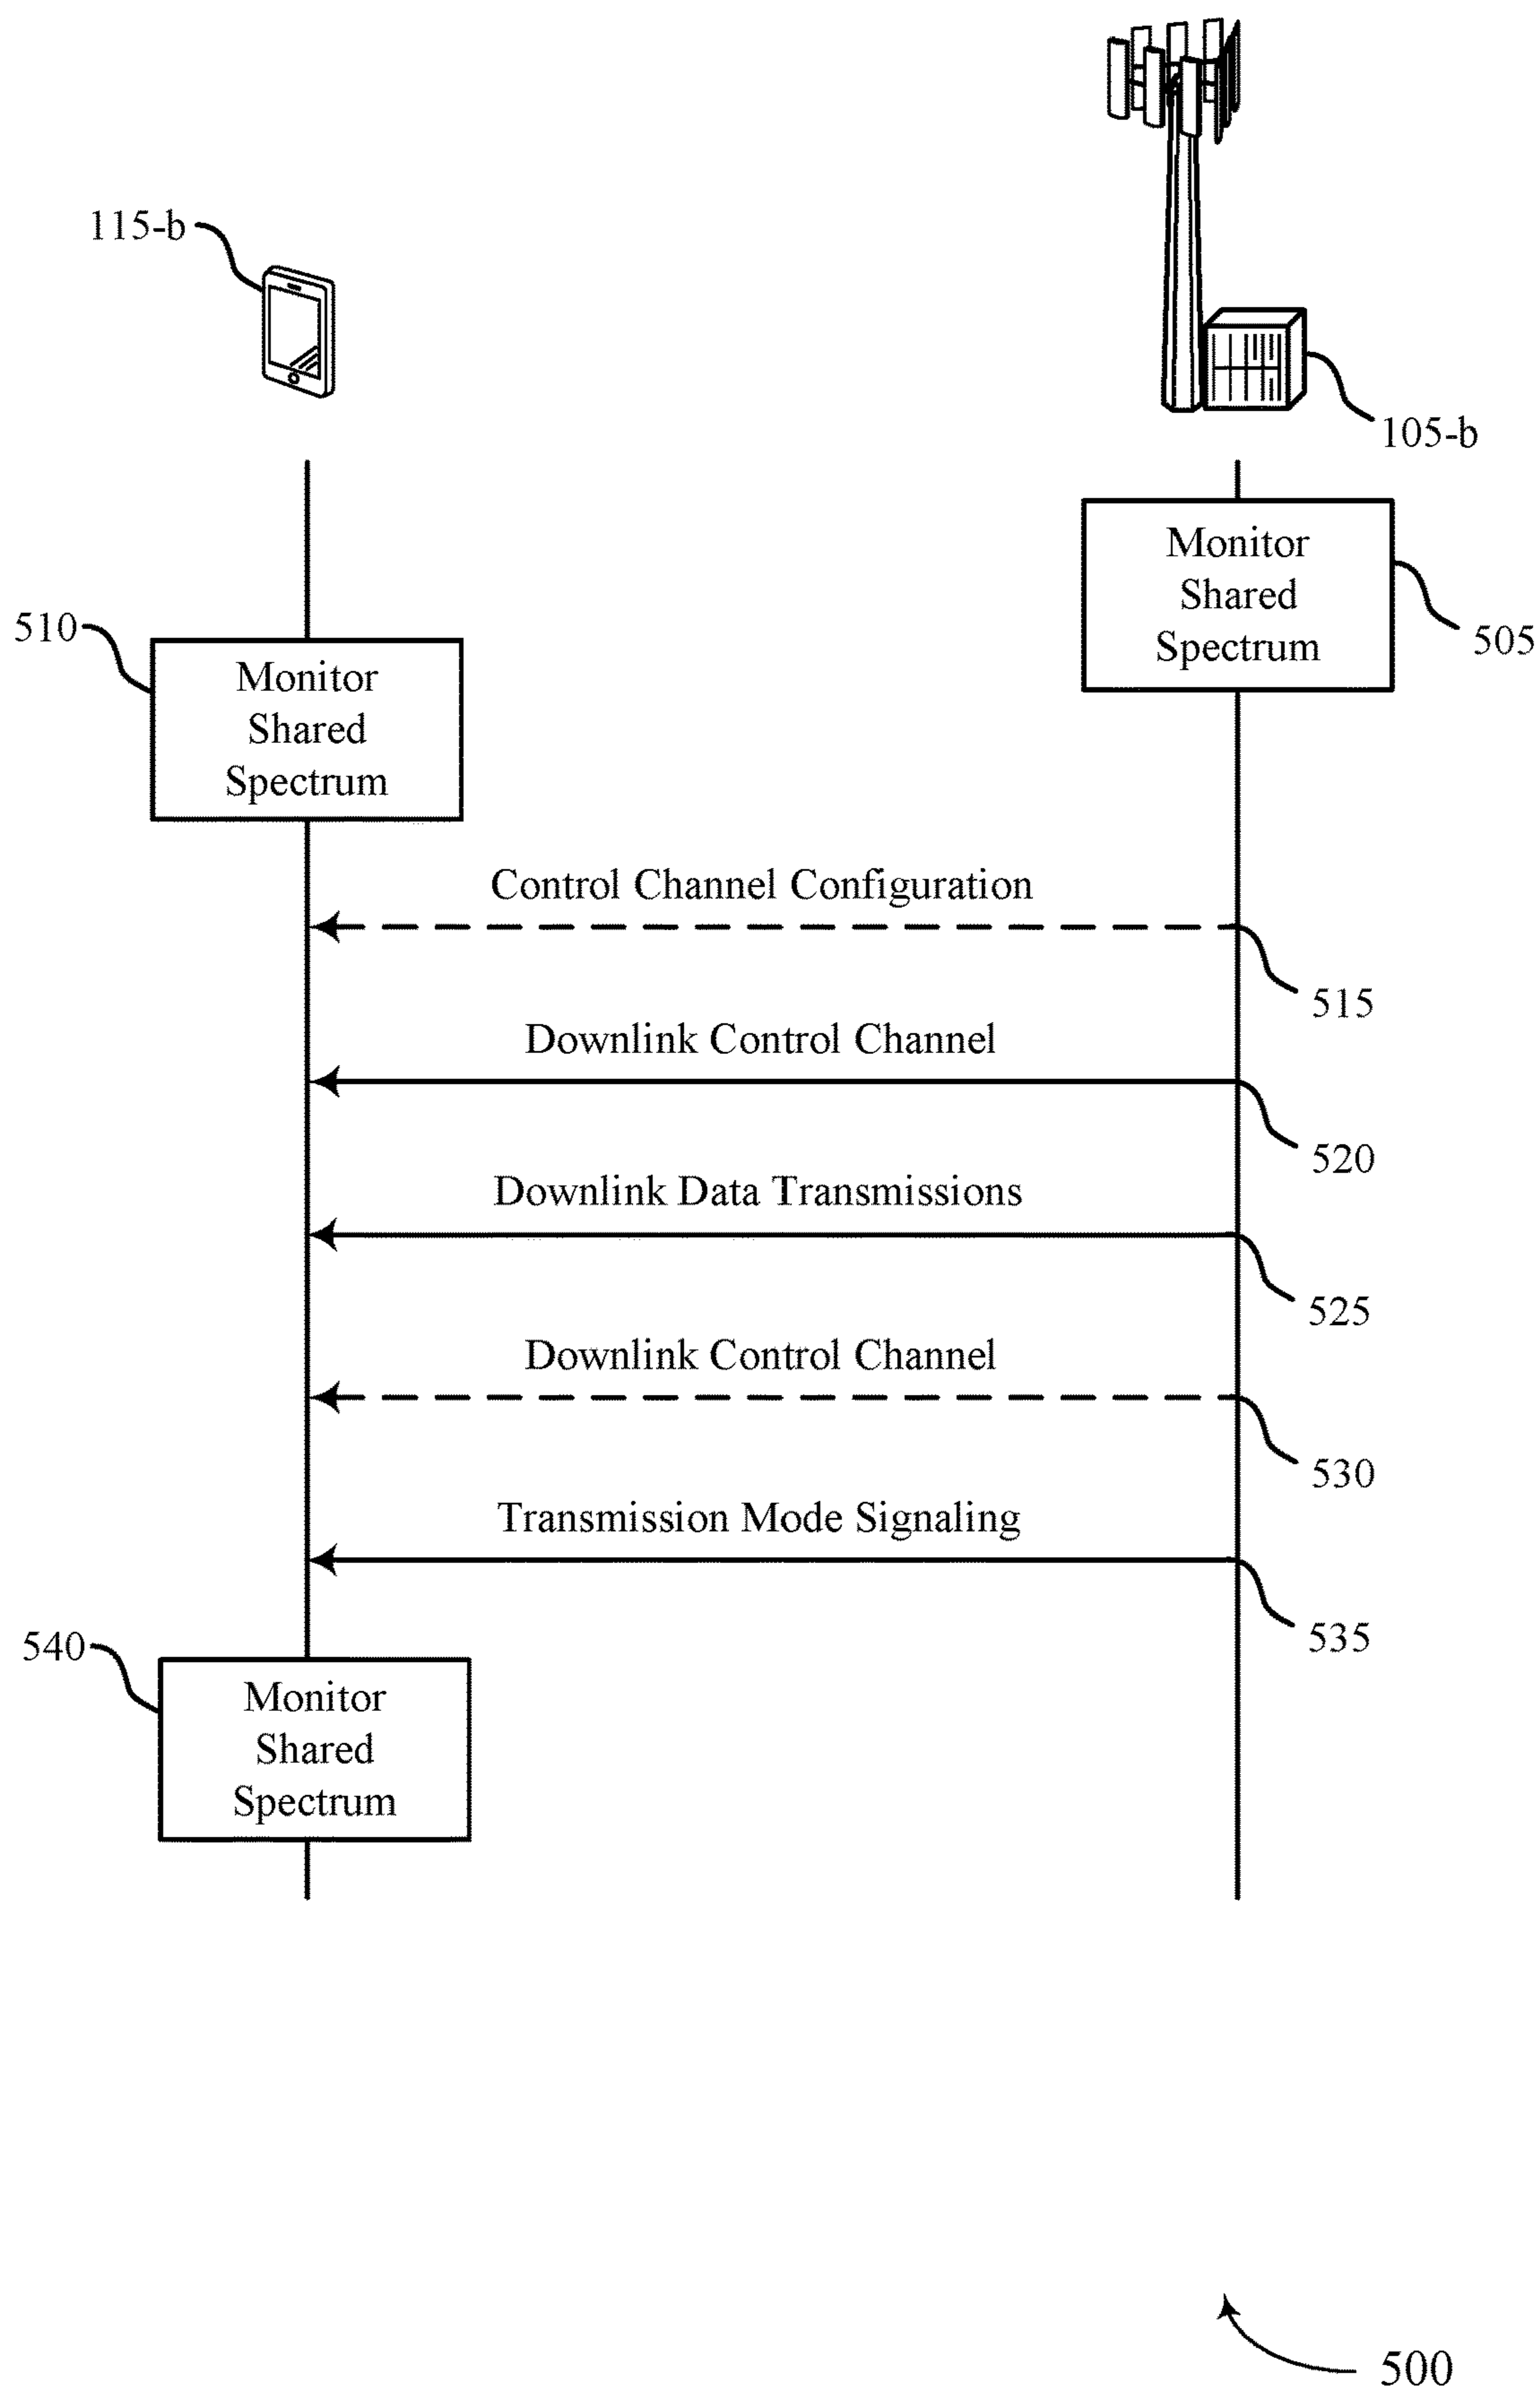 115-b
105-b
Monitor
Shared
Spectrum
505
510
Monitor
Shared
Spectrum
Control Channel Configuration
515
Downlink Control Channel
520
Downlink Data Transmissions
525
Downlink Control Channel
530
Transmission Mode Signaling
535
540
Monitor
Shared
Spectrum
500